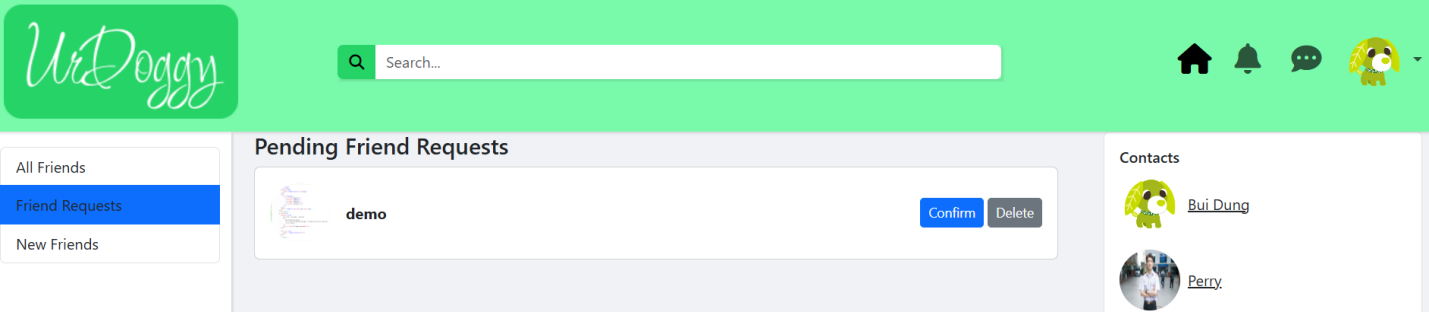 UrDoggy
Search...
All Friends
Friend Requests
New Friends
Pending Friend Requests
demo
Confirm
Delete
Contacts
Bui Dung
Perry